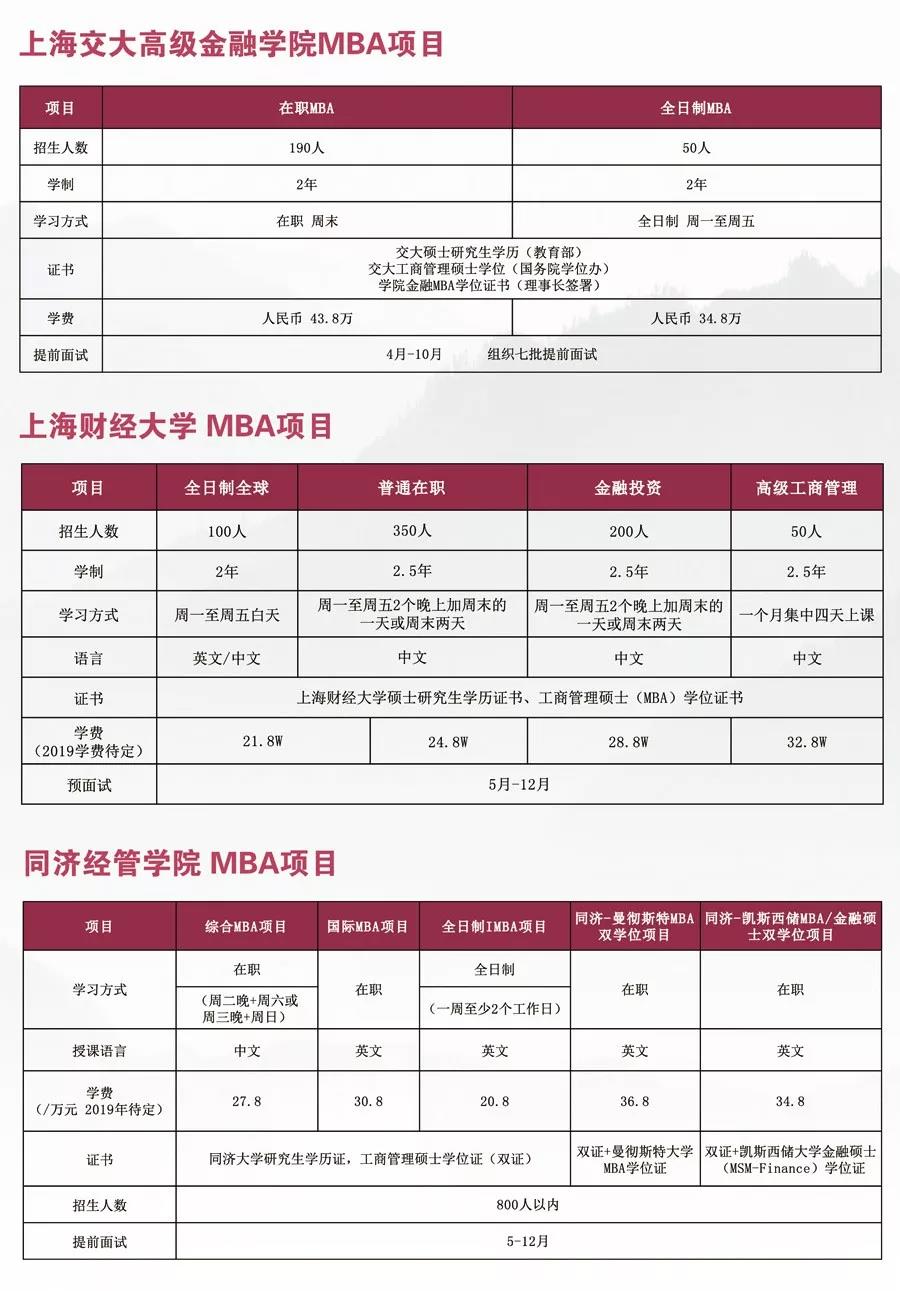 上海交大高级金融学院MBA项目
项目 在职MBA 全日制MBA
招生人数 190人 50人
学制 2年 2年
学习方式 在职 周末 全日制 周一至周五
证书
交大硕士研究生学历（教育部）
交大工商管理硕士学位（国务院学位办）
学院金融MBA学位证书（理事长签署）
学费 人民币 43.8万 人民币 34.8万
提前面试 4月-10月 组织七批提前面试
上海财经大学 MBA项目
项目 全日制全球 普通在职 金融投资 高级工商管理
招生人数 100人 350人 200人 50人
学制 2年 2.5年 2.5年 2.5年
学习方式 周一至周五白天
周一至周五2个晚上加周末的
一天或周末两天
周一至周五2个晚上加周末的
一天或周末两天
一个月集中四天上课
语言 英文/中文 中文 中文 中文
证书 上海财经大学硕士研究生学历证书、工商管理硕士（MBA）学位证书
学费
（2019学费待定）
21.8W 24.8W 28.8W 32.8W
预面试 5月-12月
同济经管学院 MBA项目
项目 综合MBA项目 国际MBA项目 全日制IMBA项目
同济-曼彻斯特MBA
双学位项目
同济-凯斯西储MBA/金融硕
士双学位项目
学习方式
在职
（周二晚+周六或
周三晚+周日）
在职
全日制
（一周至少2个工作日）
在职 在职
授课语言 中文 英文 英文 英文 英文
学费
（/万元 2019年待定）
27.8 30.8 20.8 36.8 34.8
证书 同济大学研究生学历证，工商管理硕士学位证（双证）
双证+曼彻斯特大学
MBA学位证
双证+凯斯西储大学金融硕士
（MSM-Finance）学位证
招生人数 800人以内
提前面试 5-12月